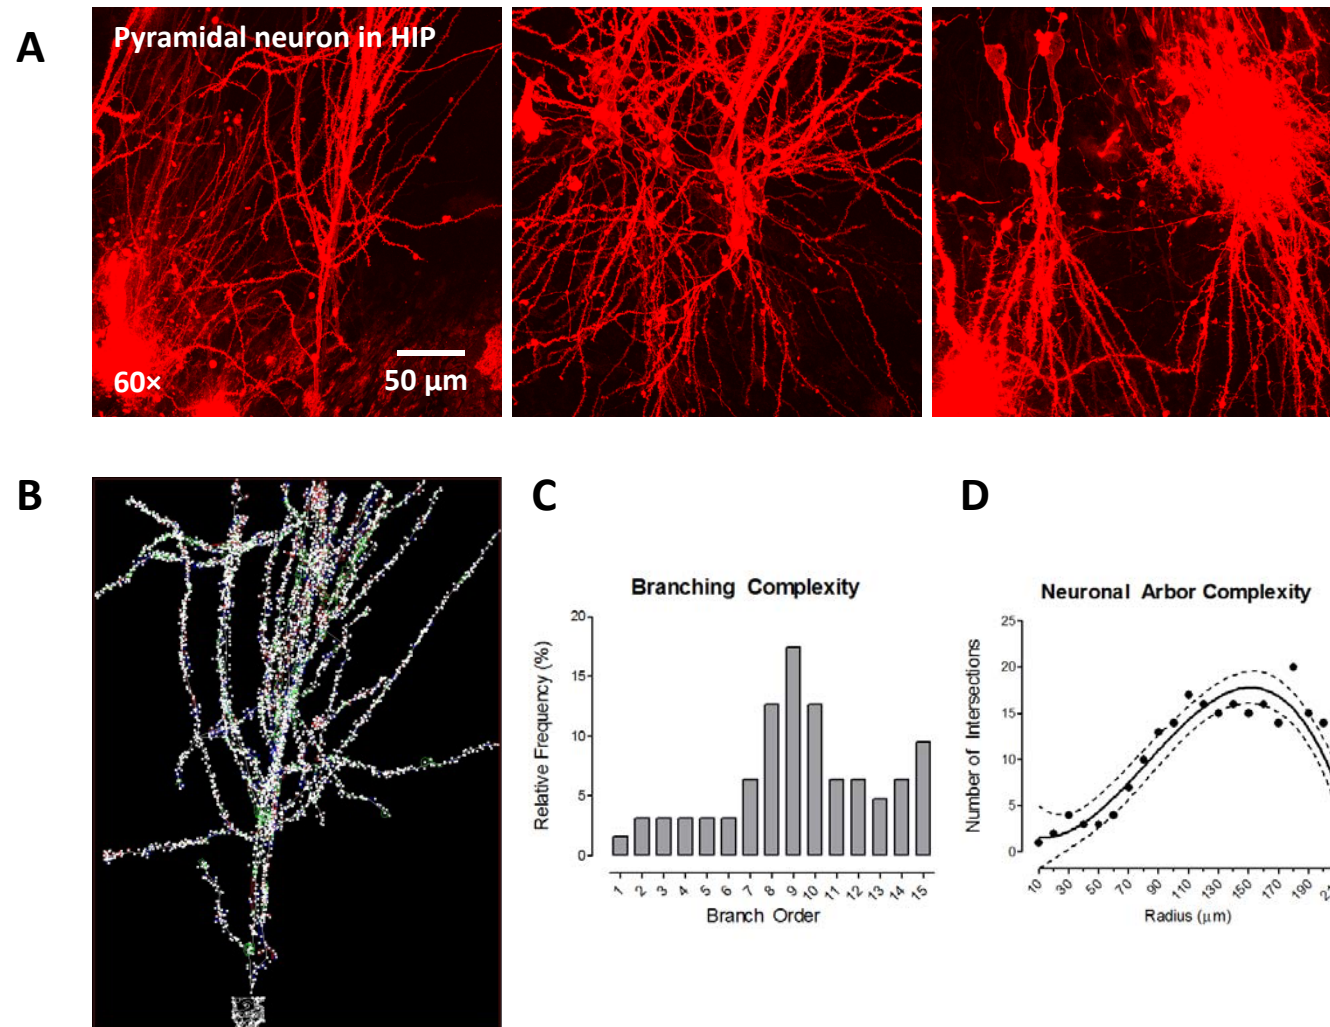 A
Pyramidal neuron in HIP
60×
50 μm
B
C
D
Branching Complexity
Relative Frequency (%)
20
15
10
5
0
1 2 3 4 5 6 7 8 9 10 11 12 13 14 15
Branch Order
Neuronal Arbor Complexity
Number of Intersections
25
20
15
10
5
0
10 30 50 70 90 110 130 150 170 190
Radius (μm)